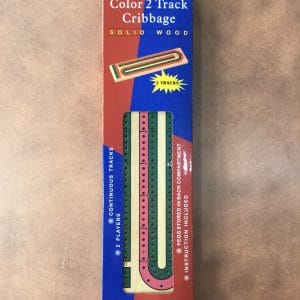 Color 2 Track
Cribbage
SOLID WOOD
2 TRACKS
• CONTINUOUS TRACKS
• 2 PLAYERS
• PEGS STORED IN BACK COMPARTMENT
• INSTRUCTION INCLUDED